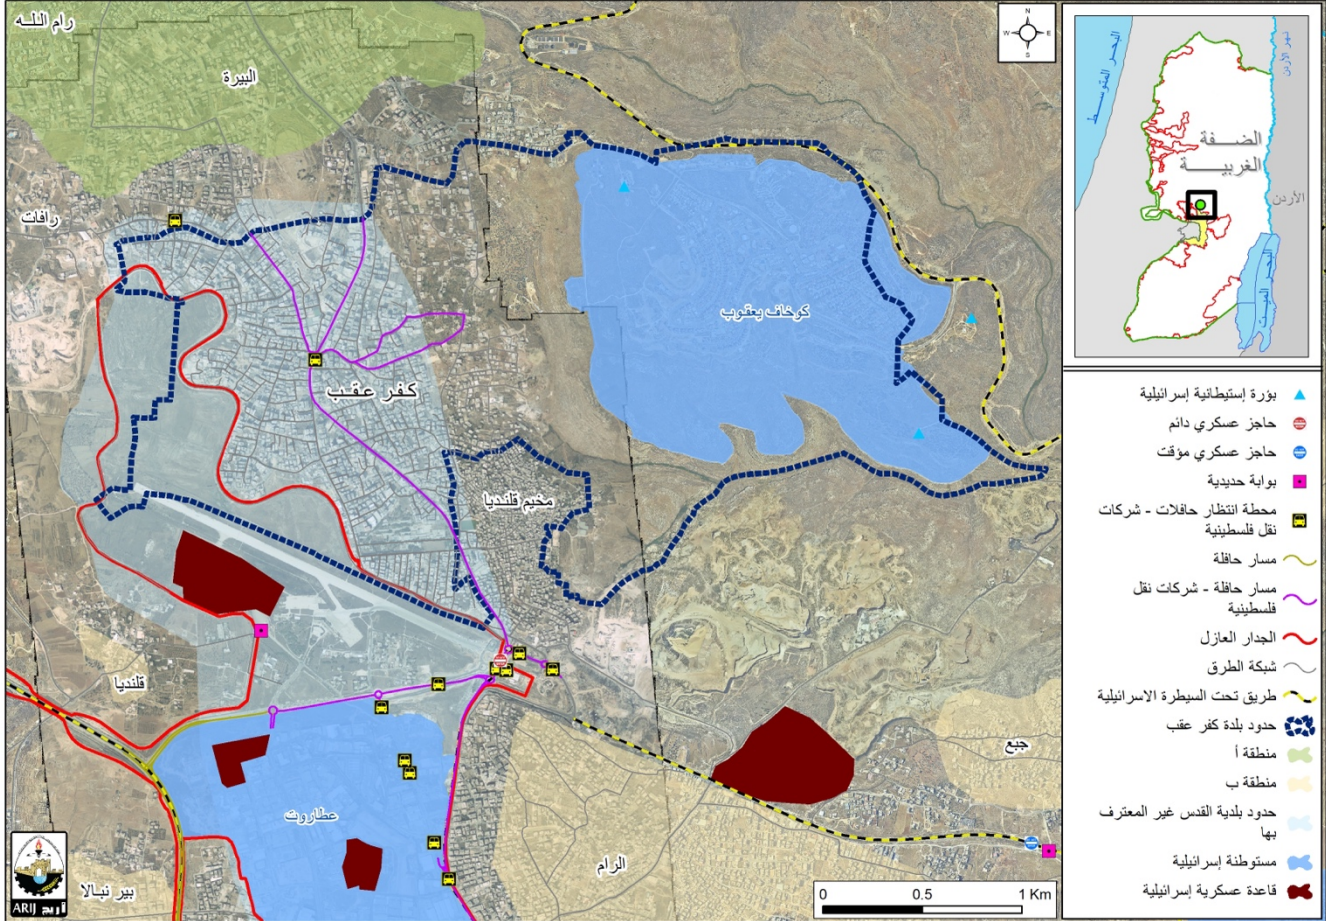 رام الـلـه
البيرة
رافات
كفر عقب
كوخاف يعقوب
مخيم قلنديا
قلنديا
جبع
عطاروت
الرام
بير نبالا
أريج ARIJ
N
W E
S
0 0.5 1 Km
البحر المتوسط
نهر الأردن
الضـــفة
الغربيـــة
الأردن
البحر الميت
بؤرة إستيطانية إسرائيلية
حاجز عسكري دائم
حاجز عسكري مؤقت
بوابة حديدية
محطة انتظار حافلات - شركات
نقل فلسطينية
مسار حافلة
مسار حافلة - شركات نقل
فلسطينية
الجدار العازل
شبكة الطرق
طريق تحت السيطرة الاسرائيلية
حدود بلدة كفر عقب
منطقة أ
منطقة ب
حدود بلدية القدس غير المعترف
بها
مستوطنة إسرائيلية
قاعدة عسكرية إسرائيلية